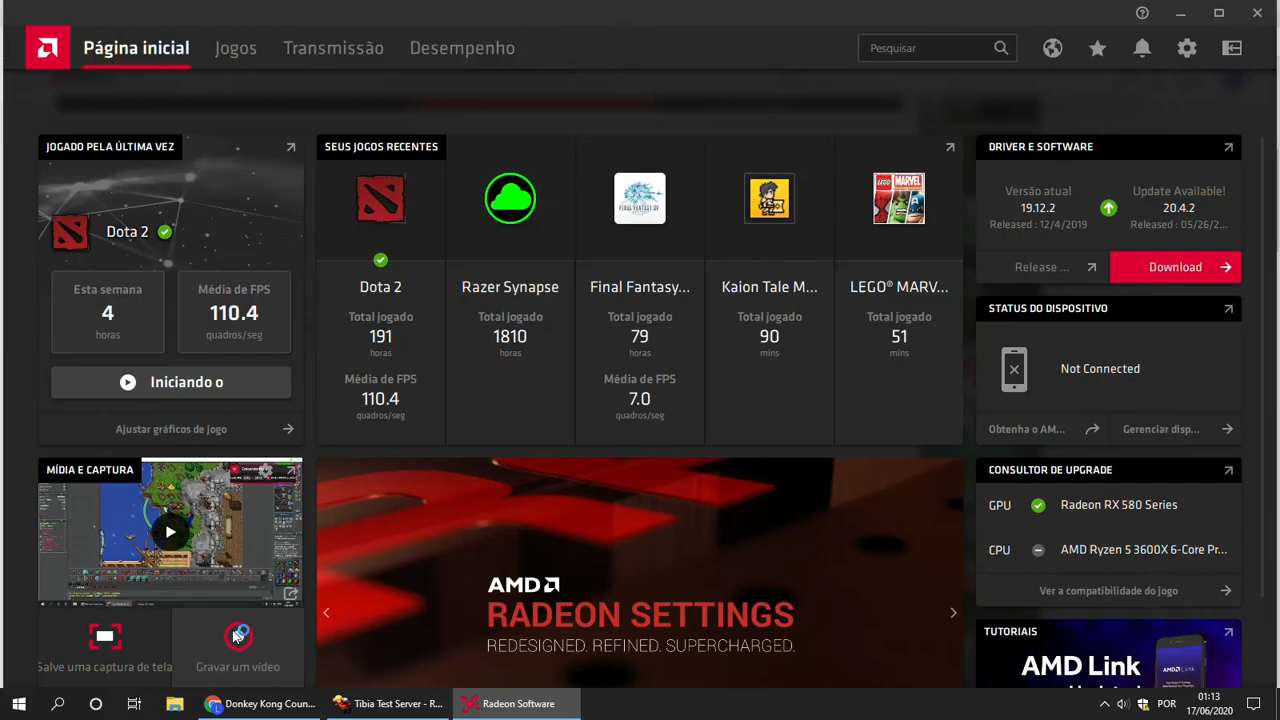 Página inicial
Jogos
Transmissão
Desempenho
Pesquisar
JOGADO PELA ÚLTIMA VEZ
Dota 2
Esta semana
4
horas
Média de FPS
110.4
quadros/seg
Iniciando o
Ajustar gráficos de jogo
SEUS JOGOS RECENTES
Dota 2
Total jogado
191
horas
Média de FPS
110.4
quadros/seg
Razer Synapse
Total jogado
1810
horas
FINAL FANTASY XIV
Final Fantasy...
Total jogado
79
horas
Média de FPS
7.0
quadros/seg
Kaion Tale M...
Total jogado
90
mins
LEGO MARVEL
LEGO® MARV...
Total jogado
51
mins
DRIVER E SOFTWARE
Versão atual
19.12.2
Released : 12/4/2019
Update Available!
20.4.2
Released : 05/26/2...
Release ...
Download
STATUS DO DISPOSITIVO
Not Connected
Obtenha o AM...
Gerenciar disp...
MÍDIA E CAPTURA
Salve uma captura de tela
Gravar um vídeo
AMD
RADEON SETTINGS
REDESIGNED. REFINED. SUPERCHARGED.
CONSULTOR DE UPGRADE
GPU
Radeon RX 580 Series
CPU
AMD Ryzen 5 3600X 6-Core Pr...
Ver a compatibilidade do jogo
TUTORIAIS
AMD Link
Donkey Kong Coun...
Tibia Test Server - R...
Radeon Software
POR
01:13
17/06/2020